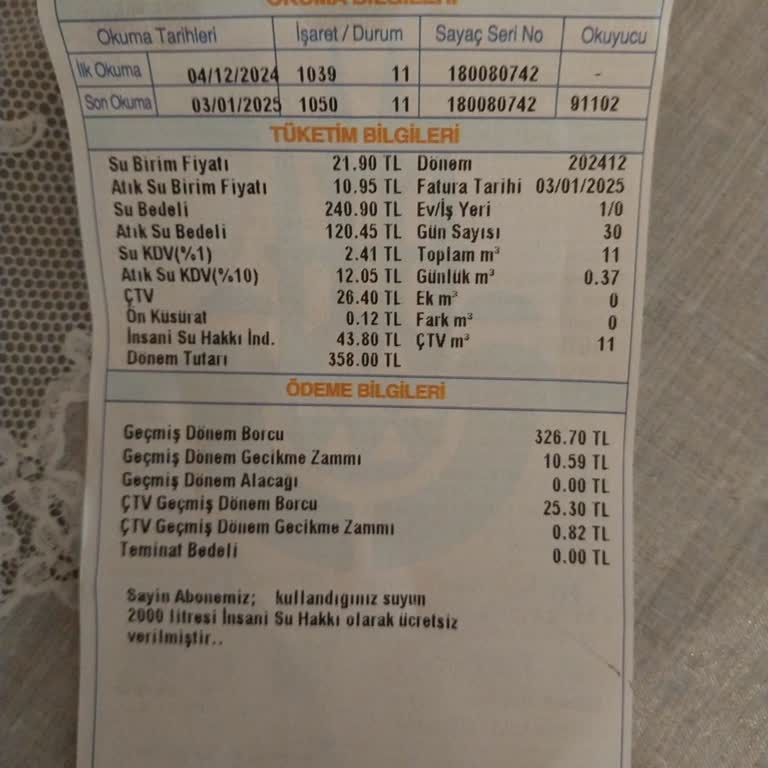 OKUMA BİLGİLERİ
Okuma Tarihleri İşaret / Durum Sayaç Seri No Okuyucu
İlk Okuma 04/12/2024 1039 11 180080742 -
Son Okuma 03/01/2025 1050 11 180080742 91102
TÜKETİM BİLGİLERİ
Su Birim Fiyatı 21.90 TL Dönem 202412
Atık Su Birim Fiyatı 10.95 TL Fatura Tarihi 03/01/2025
Su Bedeli 240.90 TL Ev/İş Yeri 1/0
Atık Su Bedeli 120.45 TL Gün Sayısı 30
Su KDV(%1) 2.41 TL Toplam m³ 11
Atık Su KDV(%10) 12.05 TL Günlük m³ 0.37
ÇTV 26.40 TL Ek m³ 0
Ön Küsürat 0.12 TL Fark m³ 0
İnsani Su Hakkı İnd. 43.80 TL ÇTV m³ 11
Dönem Tutarı 358.00 TL
ÖDEME BİLGİLERİ
Geçmiş Dönem Borcu 326.70 TL
Geçmiş Dönem Gecikme Zammı 10.59 TL
Geçmiş Dönem Alacağı 0.00 TL
ÇTV Geçmiş Dönem Borcu 25.30 TL
ÇTV Geçmiş Dönem Gecikme Zammı 0.82 TL
Teminat Bedeli 0.00 TL
Sayin Abonemiz; kullandığınız suyun
2000 litresi İnsani Su Hakkı olarak ücretsiz
verilmiştir..